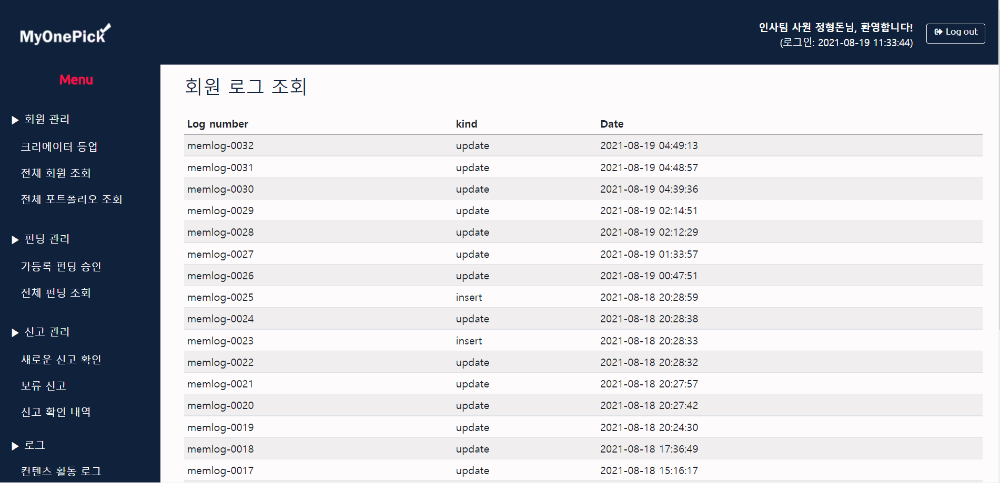 MyOnePick
인사팀 사원 정형돈님, 환영합니다!
(로그인: 2021-08-19 11:33:44)
Log out
Menu
▶ 회원 관리
크리에이터 등업
전체 회원 조회
전체 포트폴리오 조회
▶ 펀딩 관리
가등록 펀딩 승인
전체 펀딩 조회
▶ 신고 관리
새로운 신고 확인
보류 신고
신고 확인 내역
▶ 로그
컨텐츠 활동 로그
회원 로그 조회
Log number kind Date
memlog-0032 update 2021-08-19 04:49:13
memlog-0031 update 2021-08-19 04:48:57
memlog-0030 update 2021-08-19 04:39:36
memlog-0029 update 2021-08-19 02:14:51
memlog-0028 update 2021-08-19 02:12:29
memlog-0027 update 2021-08-19 01:33:57
memlog-0026 update 2021-08-19 00:47:51
memlog-0025 insert 2021-08-18 20:28:59
memlog-0024 update 2021-08-18 20:28:38
memlog-0023 insert 2021-08-18 20:28:33
memlog-0022 update 2021-08-18 20:28:32
memlog-0021 update 2021-08-18 20:27:57
memlog-0020 update 2021-08-18 20:27:42
memlog-0019 update 2021-08-18 20:24:30
memlog-0018 update 2021-08-18 17:36:49
memlog-0017 update 2021-08-18 15:16:17